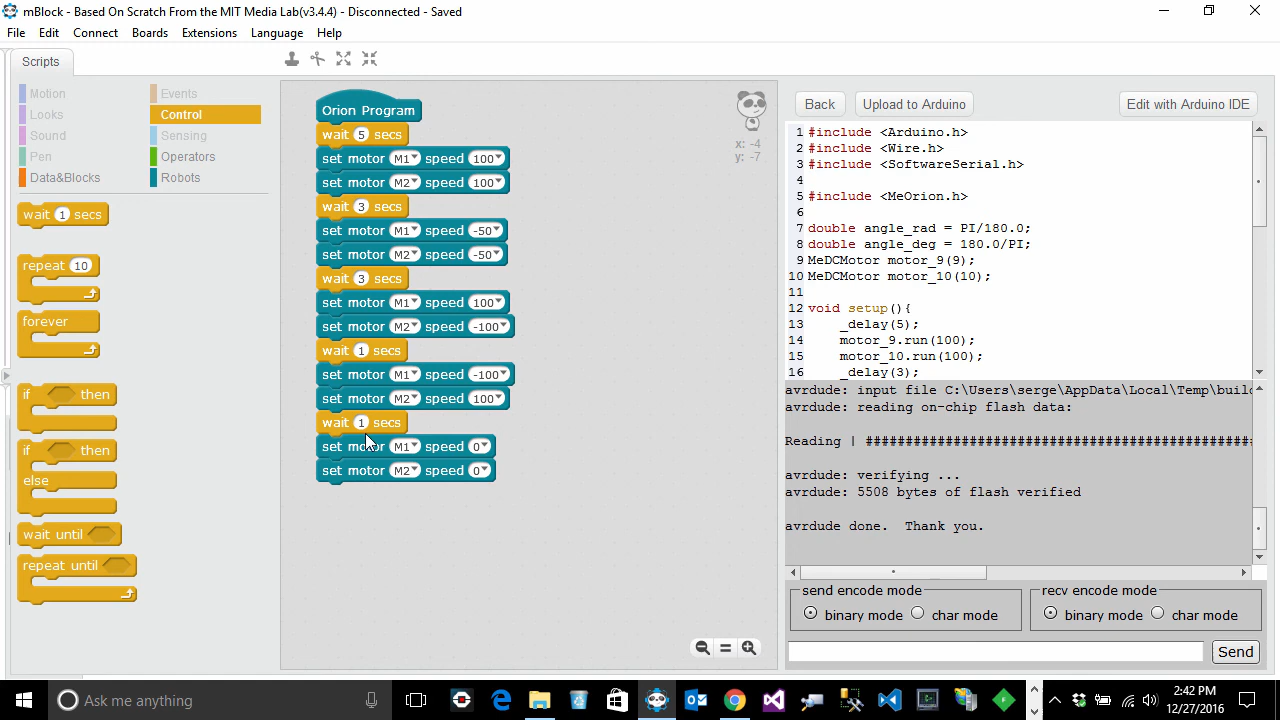 mBlock - Based On Scratch From the MIT Media Lab(v3.4.4) - Disconnected - Saved
File Edit Connect Boards Extensions Language Help
Scripts
Motion Events
Looks Control
Sound Sensing
Pen Operators
Data&Blocks Robots
wait 1 secs
repeat 10
forever
if then
if then
else
wait until
repeat until
Orion Program
wait 5 secs
set motor M1 speed 100
set motor M2 speed 100
wait 3 secs
set motor M1 speed -50
set motor M2 speed -50
wait 3 secs
set motor M1 speed 100
set motor M2 speed -100
wait 1 secs
set motor M1 speed -100
set motor M2 speed 100
wait 1 secs
set motor M1 speed 0
set motor M2 speed 0
x: -4
y: -7
Back Upload to Arduino Edit with Arduino IDE
1 #include <Arduino.h>
2 #include <Wire.h>
3 #include <SoftwareSerial.h>
4
5 #include <MeOrion.h>
6
7 double angle_rad = PI/180.0;
8 double angle_deg = 180.0/PI;
9 MeDCMotor motor_9(9);
10 MeDCMotor motor_10(10);
11
12 void setup(){
13 _delay(5);
14 motor_9.run(100);
15 motor_10.run(100);
16 _delay(3);
avrdude: input file C:\Users\serge\AppData\Local\Temp\build
avrdude: reading on-chip flash data:
Reading | ##############################################
avrdude: verifying ...
avrdude: 5508 bytes of flash verified
avrdude done. Thank you.
send encode mode recv encode mode
binary mode char mode binary mode char mode
Send
Ask me anything
2:42 PM
12/27/2016